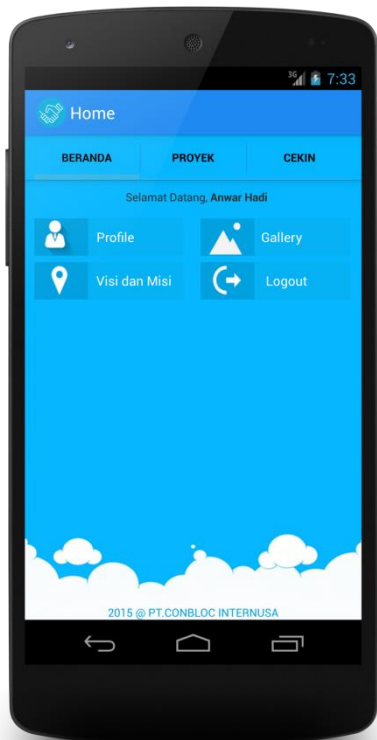 3G 7:33
Home
BERANDA PROYEK CEKIN
Selamat Datang, Anwar Hadi
Profile Gallery
Visi dan Misi Logout
2015 @ PT.CONBLOC INTERNUSA